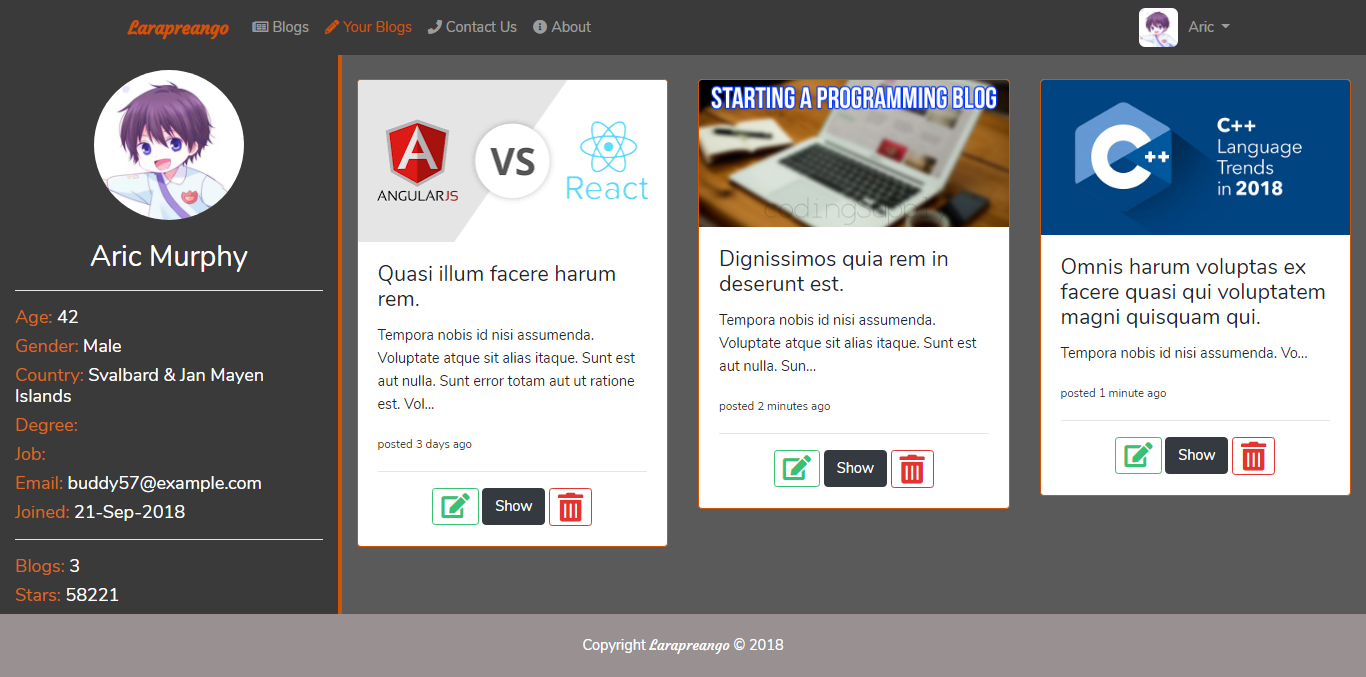 Larapreango Blogs Your Blogs Contact Us About Aric
Aric Murphy
Age: 42
Gender: Male
Country: Svalbard & Jan Mayen
Islands
Degree:
Job:
Email: buddy57@example.com
Joined: 21-Sep-2018
Blogs: 3
Stars: 58221
ANGULARJS VS React
Quasi illum facere harum
rem.
Tempora nobis id nisi assumenda.
Voluptate atque sit alias itaque. Sunt est
aut nulla. Sunt error totam aut ut ratione
est. Vol...
posted 3 days ago
Show
STARTING A PROGRAMMING BLOG
Dignissimos quia rem in
deserunt est.
Tempora nobis id nisi assumenda.
Voluptate atque sit alias itaque. Sunt est
aut nulla. Sun...
posted 2 minutes ago
Show
C++
C++
Language
Trends
in 2018
Omnis harum voluptas ex
facere quasi qui voluptatem
magni quisquam qui.
Tempora nobis id nisi assumenda. Vo...
posted 1 minute ago
Show
Copyright Larapreango © 2018